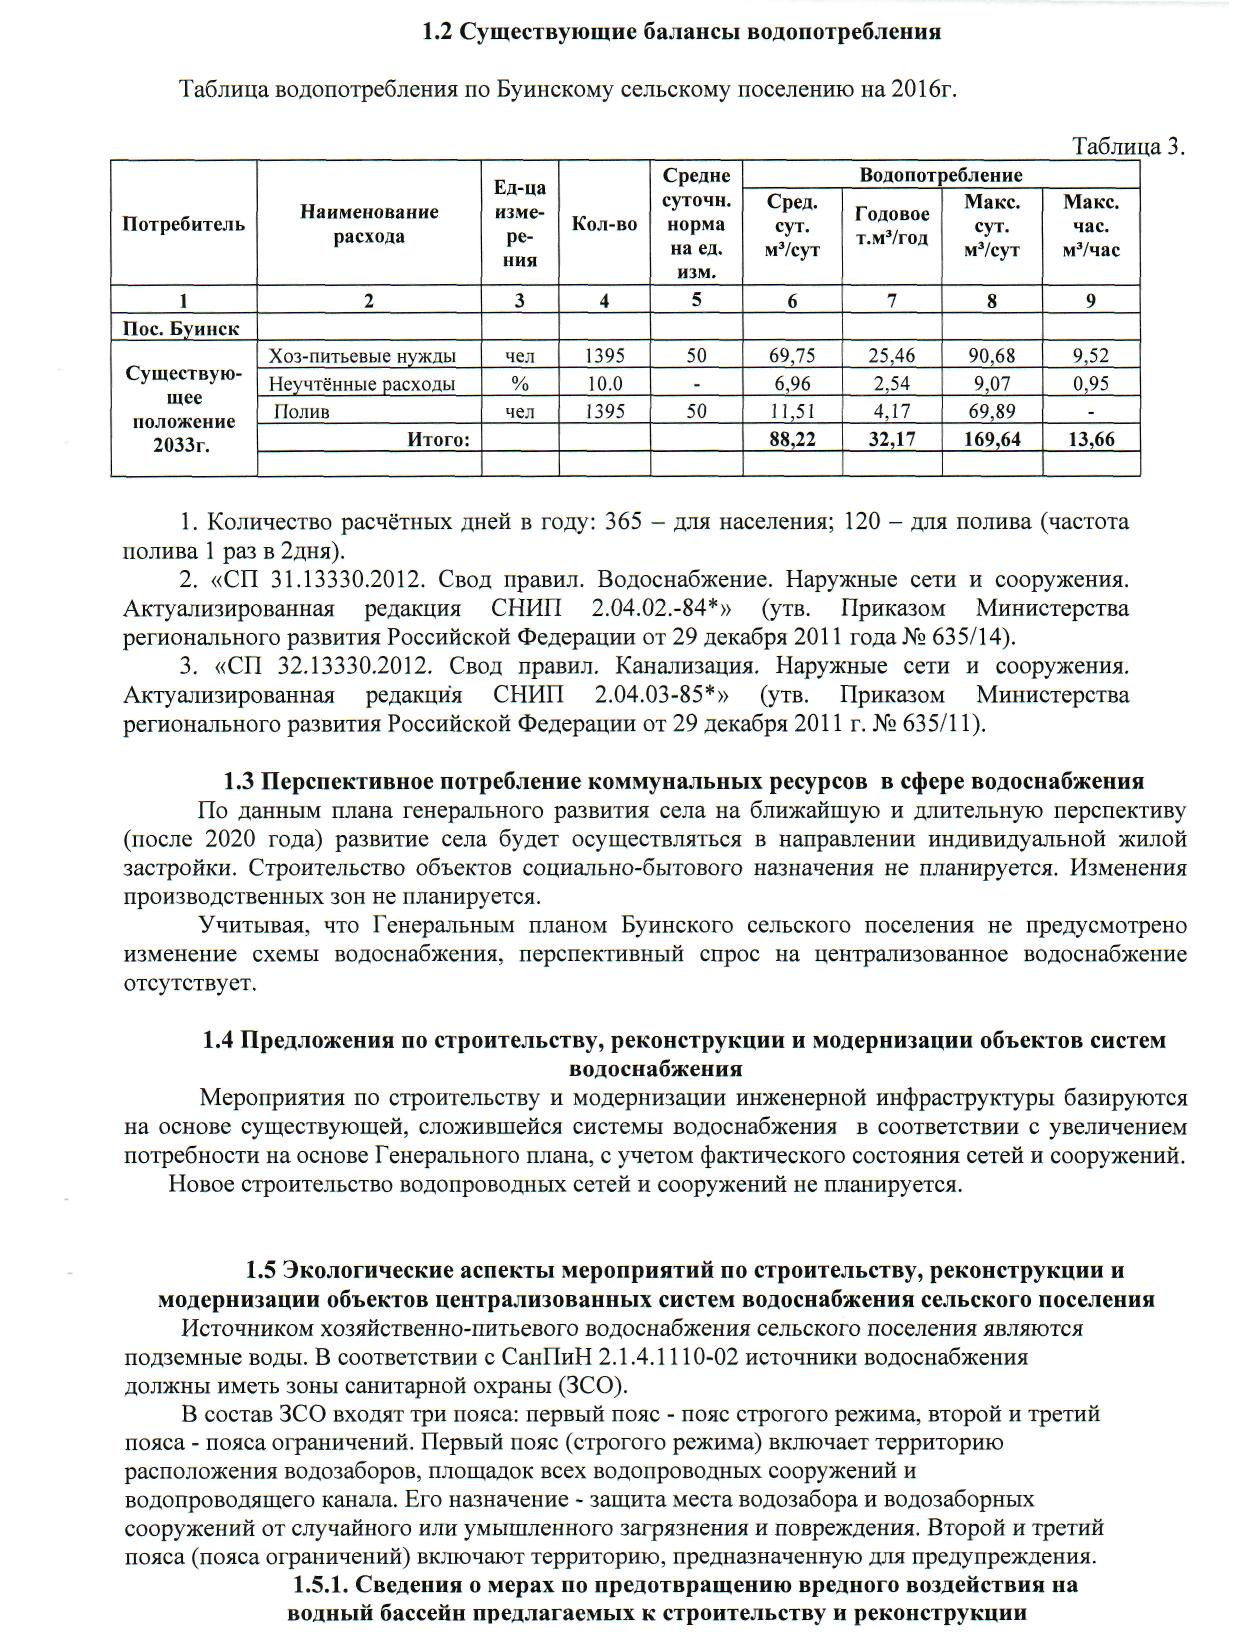 1.2 Существующие балансы водопотребления
Таблица водопотребления по Буинскому сельскому поселению на 2016г.
Таблица 3.
Потребитель | Наименование расхода | Ед-ца изме-ре-ния | Кол-во | Средне суточн. норма на ед. изм. | Водопотребление
Сред. сут. м³/сут | Годовое т.м³/год | Макс. сут. м³/сут | Макс. час. м³/час
1 2 3 4 5 6 7 8 9
Пос. Буинск
Существую-щее положение 2033г.
Хоз-питьевые нужды чел 1395 50 69,75 25,46 90,68 9,52
Неучтённые расходы % 10.0 - 6,96 2,54 9,07 0,95
Полив чел 1395 50 11,51 4,17 69,89 -
Итого: 88,22 32,17 169,64 13,66
1. Количество расчётных дней в году: 365 – для населения; 120 – для полива (частота
полива 1 раз в 2дня).
2. «СП 31.13330.2012. Свод правил. Водоснабжение. Наружные сети и сооружения.
Актуализированная редакция СНИП 2.04.02.-84*» (утв. Приказом Министерства
регионального развития Российской Федерации от 29 декабря 2011 года № 635/14).
3. «СП 32.13330.2012. Свод правил. Канализация. Наружные сети и сооружения.
Актуализированная редакция СНИП 2.04.03-85*» (утв. Приказом Министерства
регионального развития Российской Федерации от 29 декабря 2011 г. № 635/11).
1.3 Перспективное потребление коммунальных ресурсов в сфере водоснабжения
По данным плана генерального развития села на ближайшую и длительную перспективу
(после 2020 года) развитие села будет осуществляться в направлении индивидуальной жилой
застройки. Строительство объектов социально-бытового назначения не планируется. Изменения
производственных зон не планируется.
Учитывая, что Генеральным планом Буинского сельского поселения не предусмотрено
изменение схемы водоснабжения, перспективный спрос на централизованное водоснабжение
отсутствует.
1.4 Предложения по строительству, реконструкции и модернизации объектов систем
водоснабжения
Мероприятия по строительству и модернизации инженерной инфраструктуры базируются
на основе существующей, сложившейся системы водоснабжения в соответствии с увеличением
потребности на основе Генерального плана, с учетом фактического состояния сетей и сооружений.
Новое строительство водопроводных сетей и сооружений не планируется.
1.5 Экологические аспекты мероприятий по строительству, реконструкции и
модернизации объектов централизованных систем водоснабжения сельского поселения
Источником хозяйственно-питьевого водоснабжения сельского поселения являются
подземные воды. В соответствии с СанПиН 2.1.4.1110-02 источники водоснабжения
должны иметь зоны санитарной охраны (ЗСО).
В состав ЗСО входят три пояса: первый пояс - пояс строгого режима, второй и третий
пояса - пояса ограничений. Первый пояс (строгого режима) включает территорию
расположения водозаборов, площадок всех водопроводных сооружений и
водопроводящего канала. Его назначение - защита места водозабора и водозаборных
сооружений от случайного или умышленного загрязнения и повреждения. Второй и третий
пояса (пояса ограничений) включают территорию, предназначенную для предупреждения.
1.5.1. Сведения о мерах по предотвращению вредного воздействия на
водный бассейн предлагаемых к строительству и реконструкции